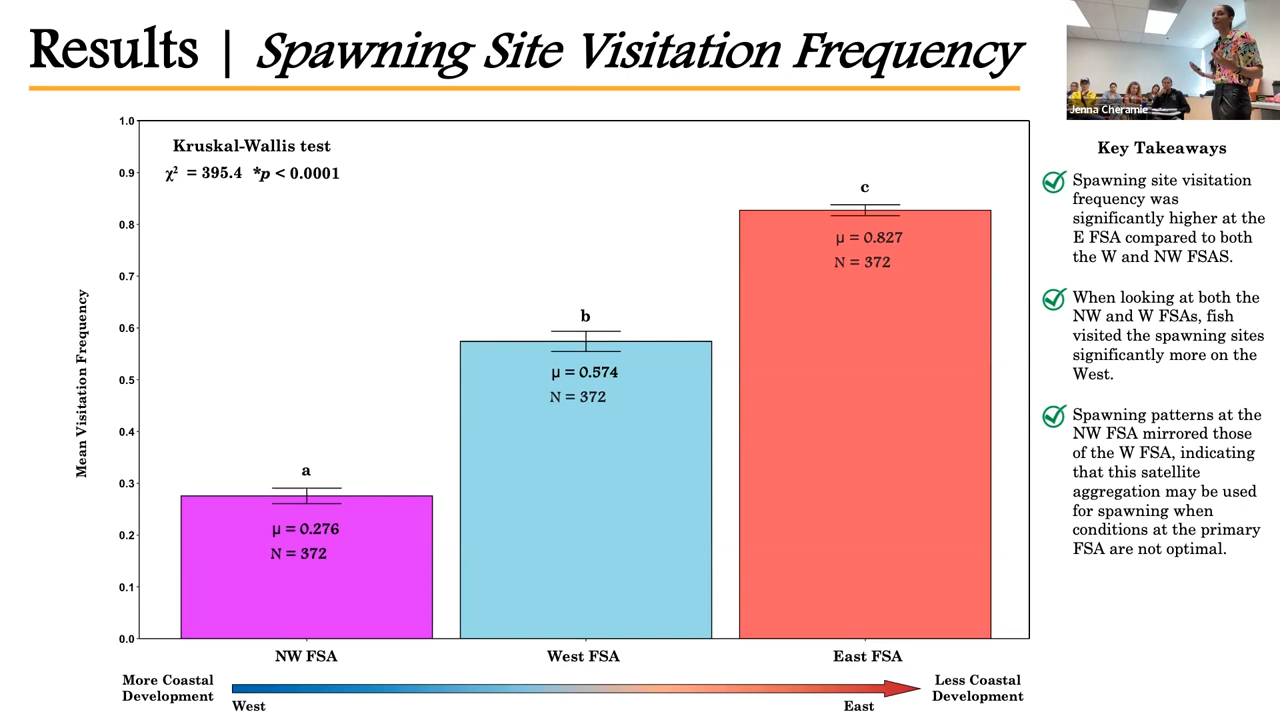 Results | Spawning Site Visitation Frequency
Jenna Cheramie
Kruskal-Wallis test
χ² = 395.4 *p < 0.0001
Mean Visitation Frequency
1.0
0.9
0.8
0.7
0.6
0.5
0.4
0.3
0.2
0.1
0.0
a
μ = 0.276
N = 372
b
μ = 0.574
N = 372
c
μ = 0.827
N = 372
NW FSA
West FSA
East FSA
More Coastal
Development
West
East
Less Coastal
Development
Key Takeaways
Spawning site visitation
frequency was
significantly higher at the
E FSA compared to both
the W and NW FSAS.
When looking at both the
NW and W FSAs, fish
visited the spawning sites
significantly more on the
West.
Spawning patterns at the
NW FSA mirrored those
of the W FSA, indicating
that this satellite
aggregation may be used
for spawning when
conditions at the primary
FSA are not optimal.